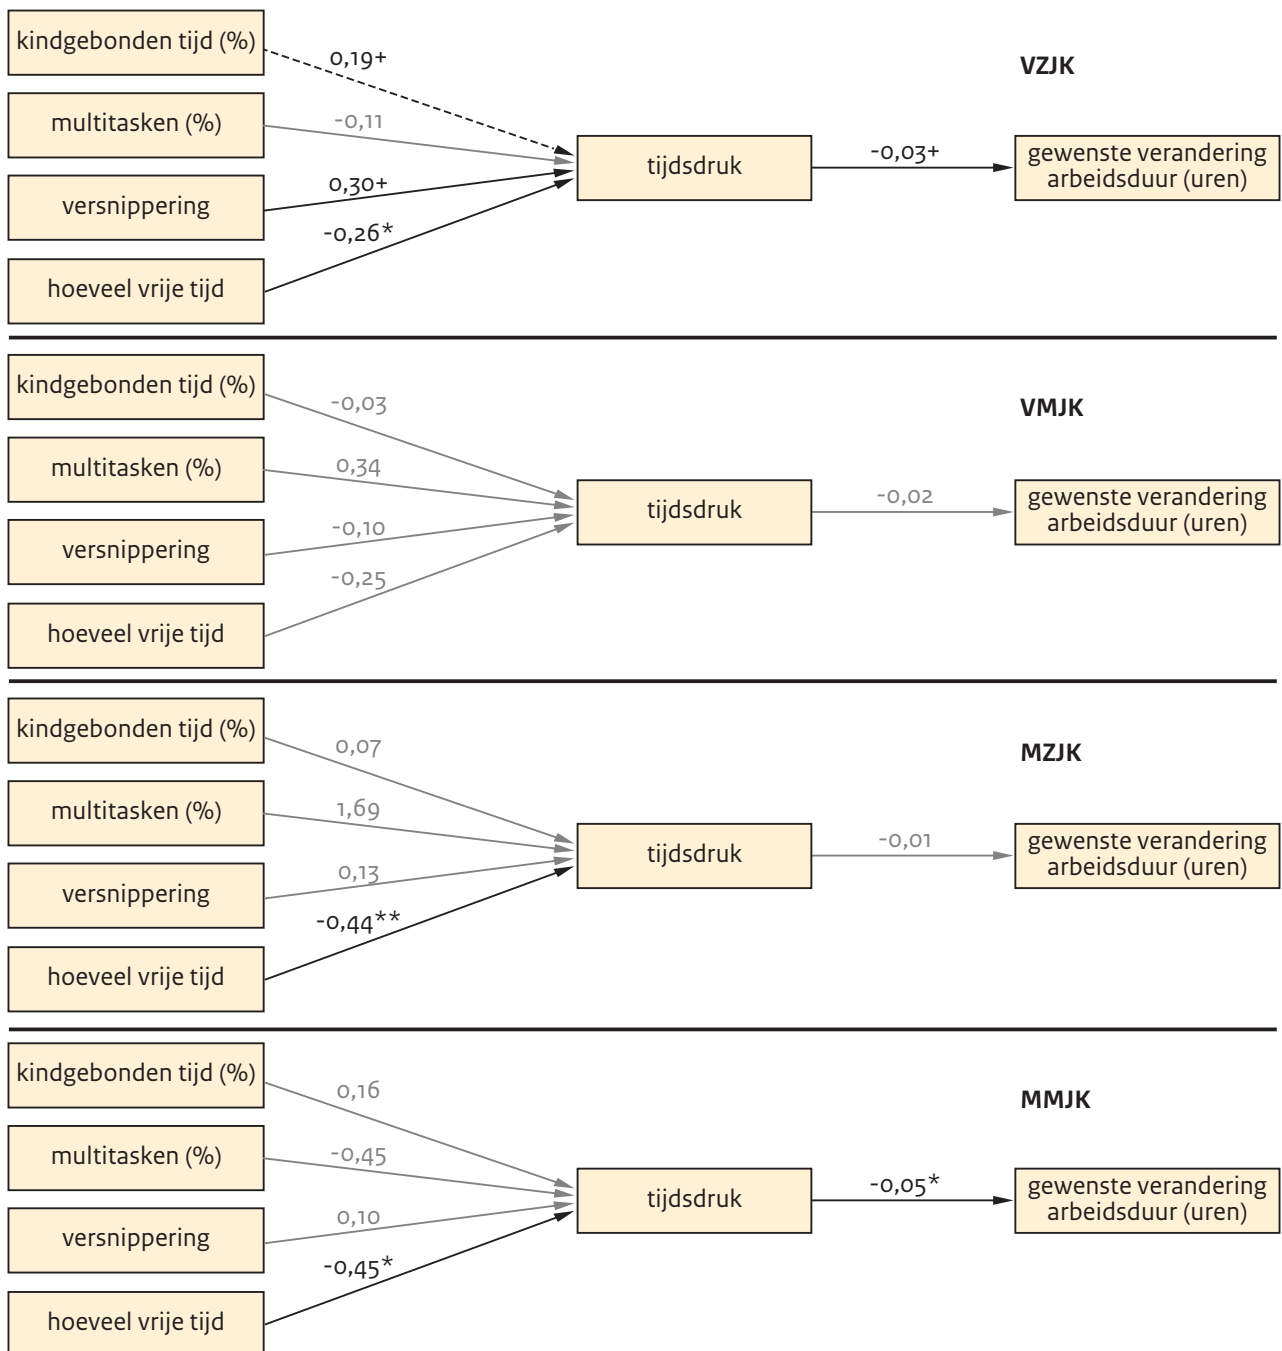 kindgebonden tijd (%)
0,19+
VZJK
multitasken (%)
-0,11
tijdsdruk
-0,03+
gewenste verandering
arbeidsduur (uren)
versnippering
0,30+
-0,26*
hoeveel vrije tijd
kindgebonden tijd (%)
-0,03
VMJK
multitasken (%)
0,34
tijdsdruk
-0,02
gewenste verandering
arbeidsduur (uren)
versnippering
-0,10
-0,25
hoeveel vrije tijd
kindgebonden tijd (%)
0,07
MZJK
multitasken (%)
1,69
tijdsdruk
-0,01
gewenste verandering
arbeidsduur (uren)
versnippering
0,13
-0,44**
hoeveel vrije tijd
kindgebonden tijd (%)
0,16
MMJK
multitasken (%)
-0,45
tijdsdruk
-0,05*
gewenste verandering
arbeidsduur (uren)
versnippering
0,10
-0,45*
hoeveel vrije tijd